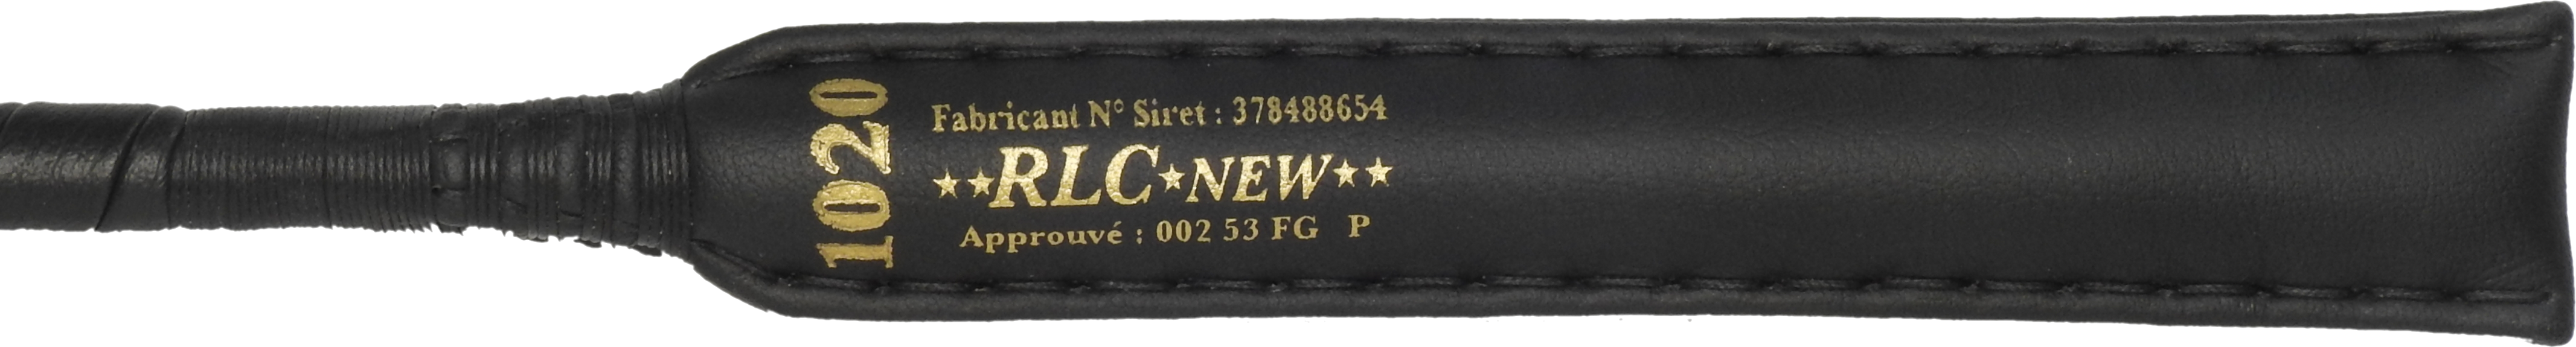 1020
Fabricant N° Siret : 378488654
★★RLC★NEW★★
Approuvé : 002 53 FG P